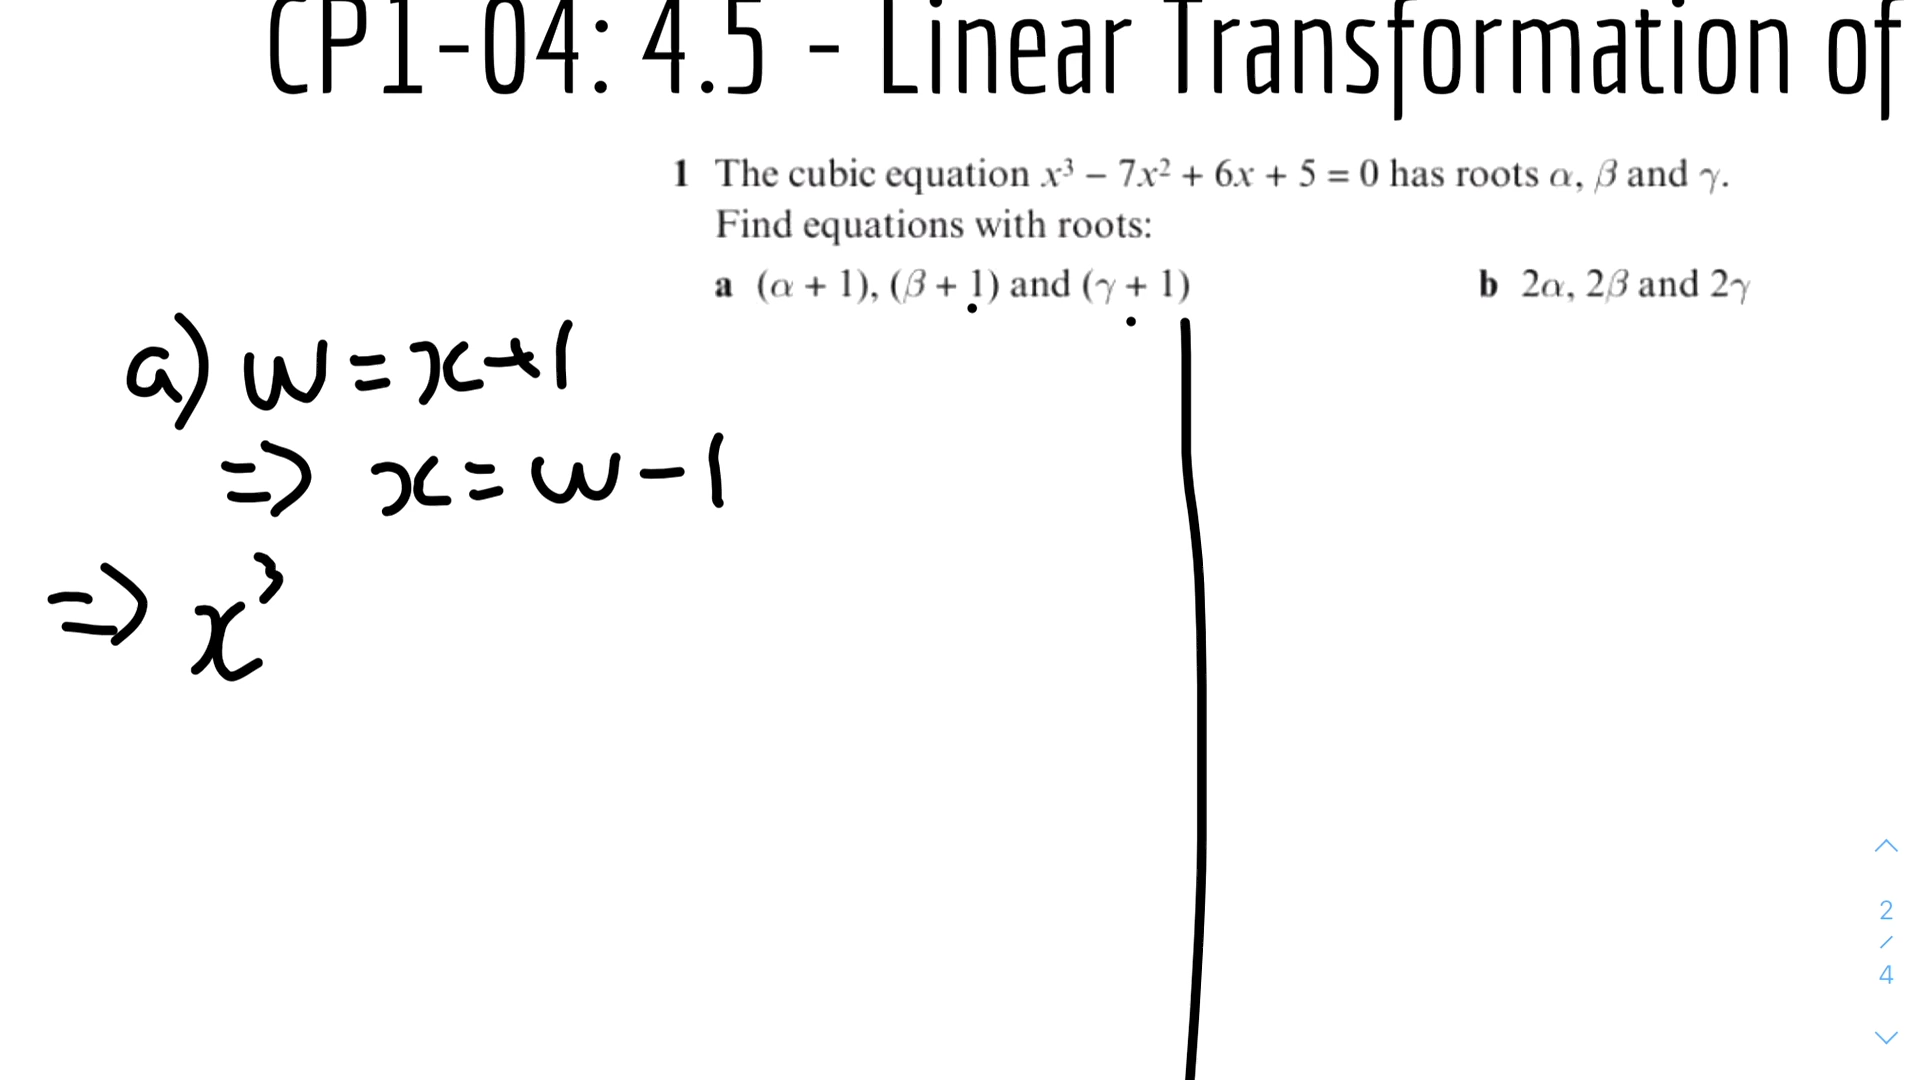 CP1-04: 4.5 - Linear Transformation of
1 The cubic equation x³ − 7x² + 6x + 5 = 0 has roots α, β and γ.
Find equations with roots:
a (α + 1), (β + 1) and (γ + 1)
b 2α, 2β and 2γ
a) w = x + 1
=> x = w - 1
=> x³
2
/
4